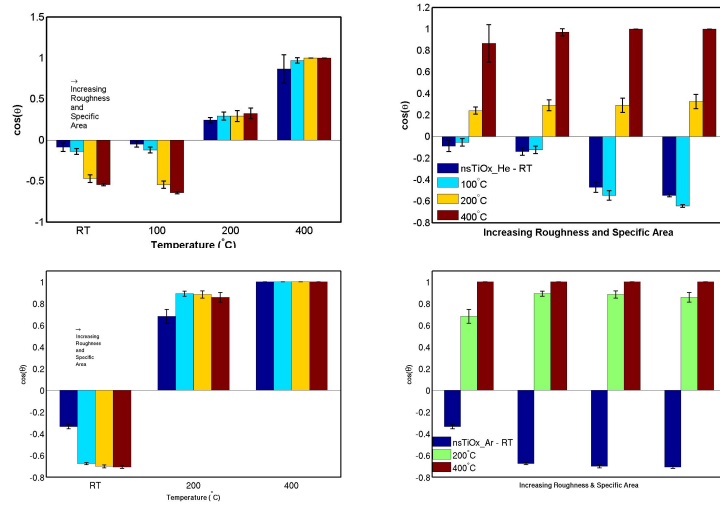 1.5
1
0.5
0
-0.5
-1
cos(θ)
→
Increasing
Roughness
and
Specific
Area
RT
100
200
400
Temperature (°C)
1.2
1
0.8
0.6
0.4
0.2
0
-0.2
-0.4
-0.6
-0.8
cos(θ)
nsTiOx_He - RT
100°C
200°C
400°C
Increasing Roughness and Specific Area
1
0.8
0.6
0.4
0.2
0
-0.2
-0.4
-0.6
-0.8
cos(θ)
→
Increasing
Roughness
and
Specific
Area
RT
200
400
Temperature (°C)
1
0.8
0.6
0.4
0.2
0
-0.2
-0.4
-0.6
-0.8
cos(θ)
nsTiOx_Ar - RT
200°C
400°C
Increasing Roughness & Specific Area